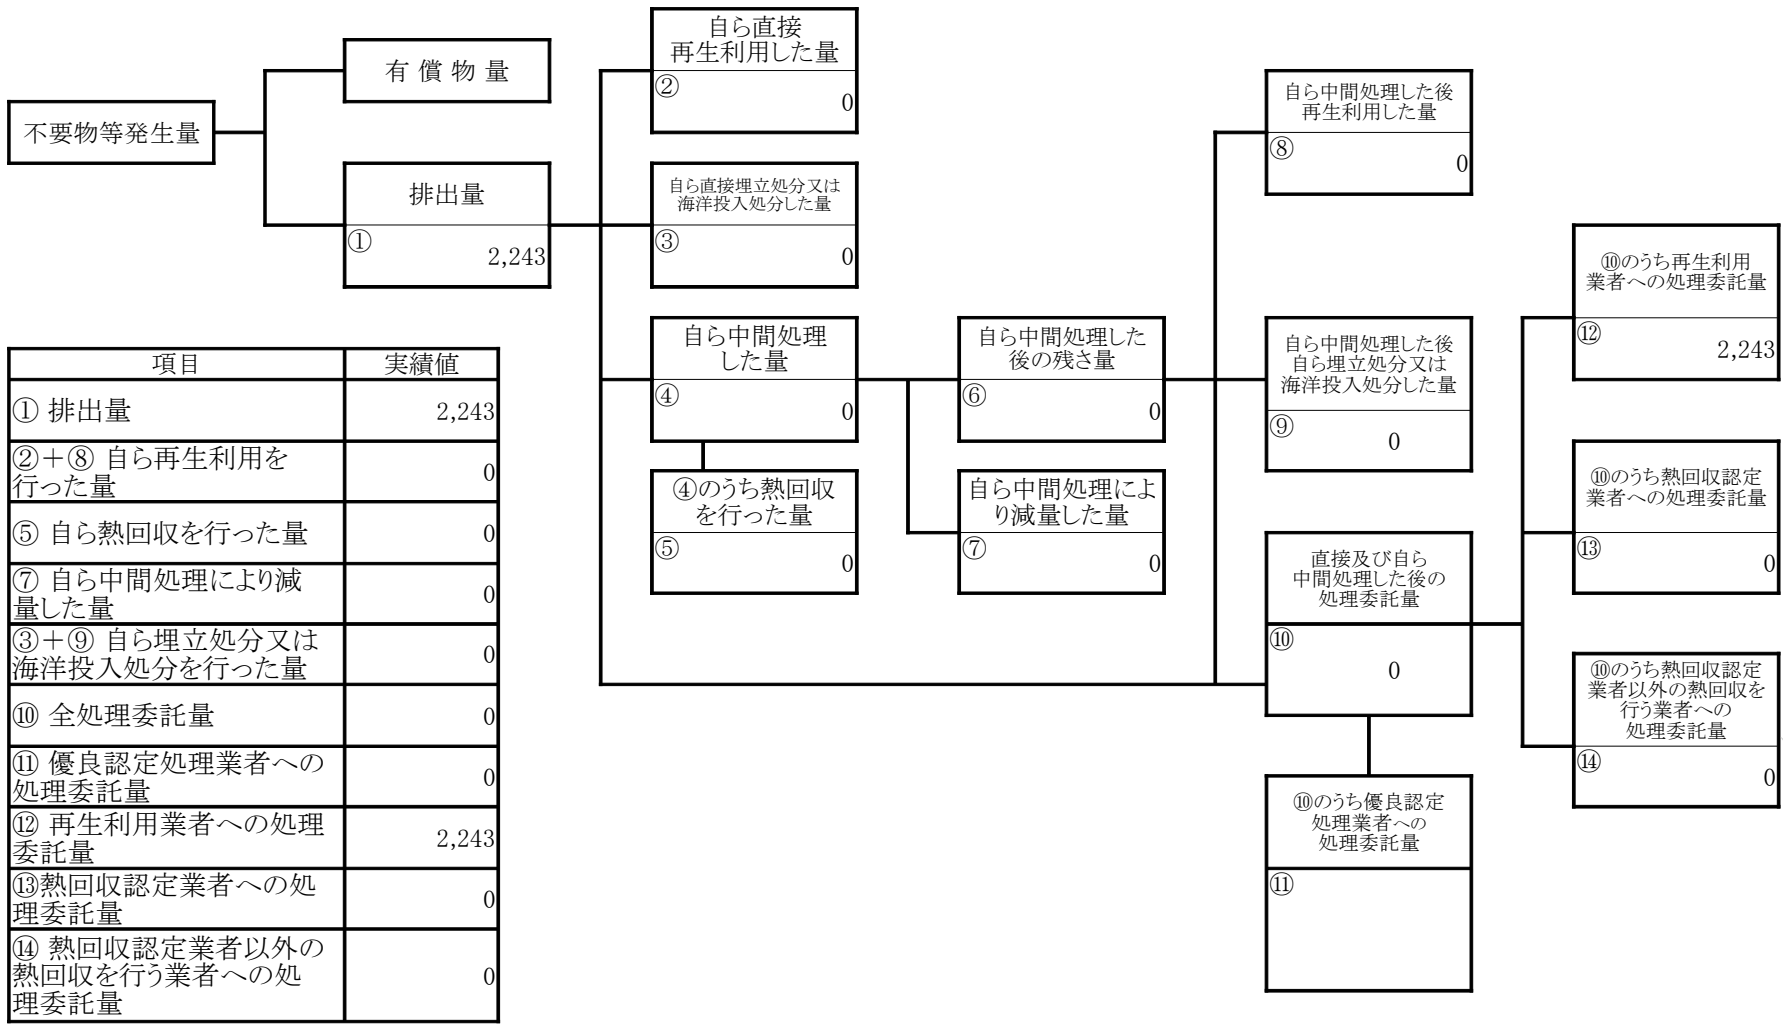 不要物等発生量
有償物量
排出量
①
2,243
自ら直接
再生利用した量
②
0
自ら直接埋立処分又は
海洋投入処分した量
③
0
自ら中間処理
した量
④
0
④のうち熱回収
を行った量
⑤
0
自ら中間処理した
後の残さ量
⑥
0
自ら中間処理によ
り減量した量
⑦
0
自ら中間処理した後
再生利用した量
⑧
0
自ら中間処理した後
自ら埋立処分又は
海洋投入処分した量
⑨
0
直接及び自ら
中間処理した後の
処理委託量
⑩
0
⑩のうち優良認定
処理業者への
処理委託量
⑪
⑩のうち再生利用
業者への処理委託量
⑫
2,243
⑩のうち熱回収認定
業者への処理委託量
⑬
0
⑩のうち熱回収認定
業者以外の熱回収を
行う業者への
処理委託量
⑭
0
項目 実績値
① 排出量 2,243
②＋⑧ 自ら再生利用を
行った量 0
⑤ 自ら熱回収を行った量 0
⑦ 自ら中間処理により減
量した量 0
③＋⑨ 自ら埋立処分又は
海洋投入処分を行った量 0
⑩ 全処理委託量 0
⑪ 優良認定処理業者への
処理委託量 0
⑫ 再生利用業者への処理
委託量 2,243
⑬熱回収認定業者への処
理委託量 0
⑭ 熱回収認定業者以外の
熱回収を行う業者への処
理委託量 0